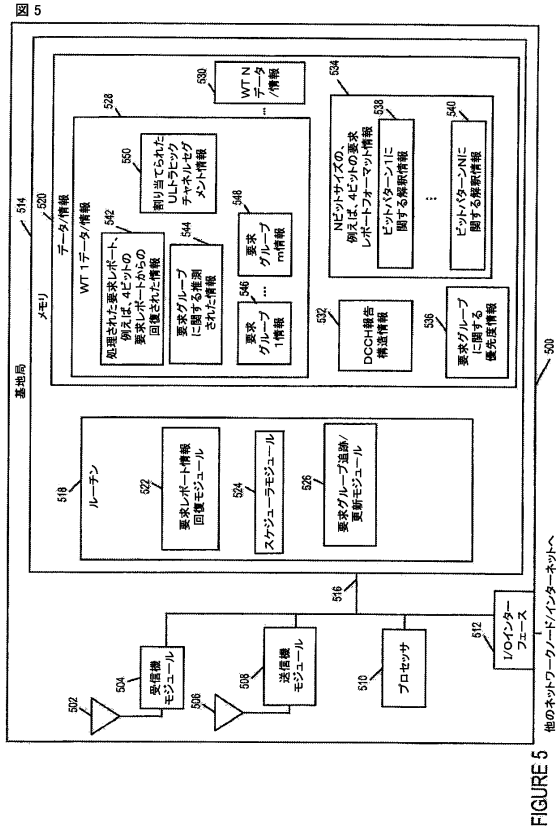 図5
基地局
514
メモリ
520
データ/情報
528
WT 1 データ/情報
542
処理された要求レポート、
例えば、4ビットの
要求レポートからの
回復された情報
550
割り当てられた
ULトラヒック
チャネルセグ
メント情報
544
要求グループ
に関する推測
された情報
546
要求
グループ
1情報
...
548
要求
グループ
m情報
530
WT N
データ
/情報
...
534
Nビットサイズの、
例えば、4ビットの要求
レポートフォーマット情報
538
ビットパターン1に
関する解釈情報
...
540
ビットパターンNに
関する解釈情報
532
DCCH報告
構造情報
536
要求グループ
に関する
優先度情報
518
ルーチン
522
要求レポート情報
回復モジュール
524
スケジューラモジュール
526
要求グループ追跡/
更新モジュール
516
500
502
504
受信機
モジュール
506
508
送信機
モジュール
510
プロセッサ
512
I/Oインター
フェース
他のネットワークノード/インターネットへ
FIGURE 5